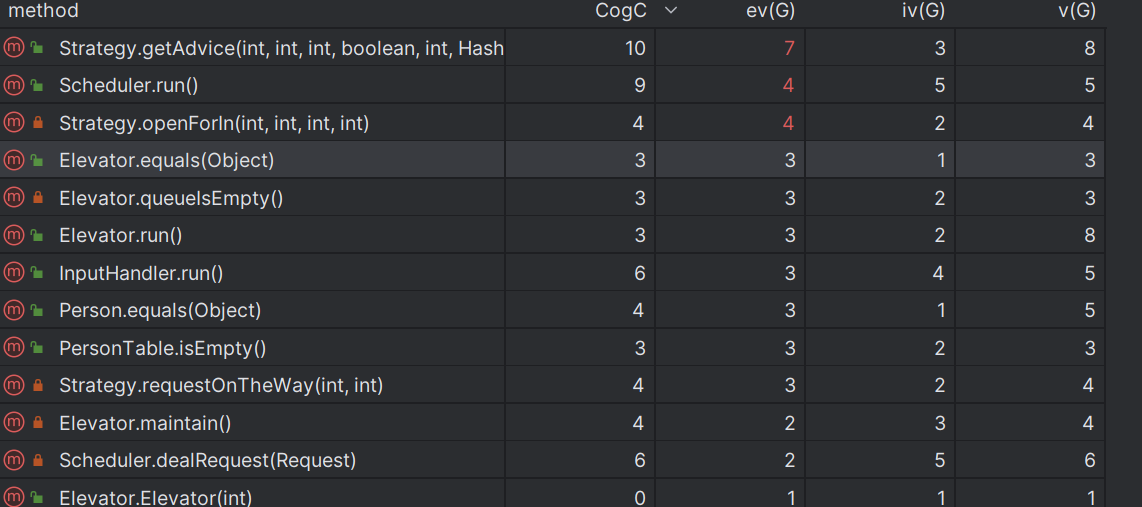 method CogC ev(G) iv(G) v(G)
Strategy.getAdvice(int, int, int, boolean, int, Hash 10 7 3 8
Scheduler.run() 9 4 5 5
Strategy.openForIn(int, int, int, int) 4 4 2 4
Elevator.equals(Object) 3 3 1 3
Elevator.queueIsEmpty() 3 3 2 3
Elevator.run() 3 3 2 8
InputHandler.run() 6 3 4 5
Person.equals(Object) 4 3 1 5
PersonTable.isEmpty() 3 3 2 3
Strategy.requestOnTheWay(int, int) 4 3 2 4
Elevator.maintain() 4 2 3 4
Scheduler.dealRequest(Request) 6 2 5 6
Elevator.Elevator(int) 0 1 1 1